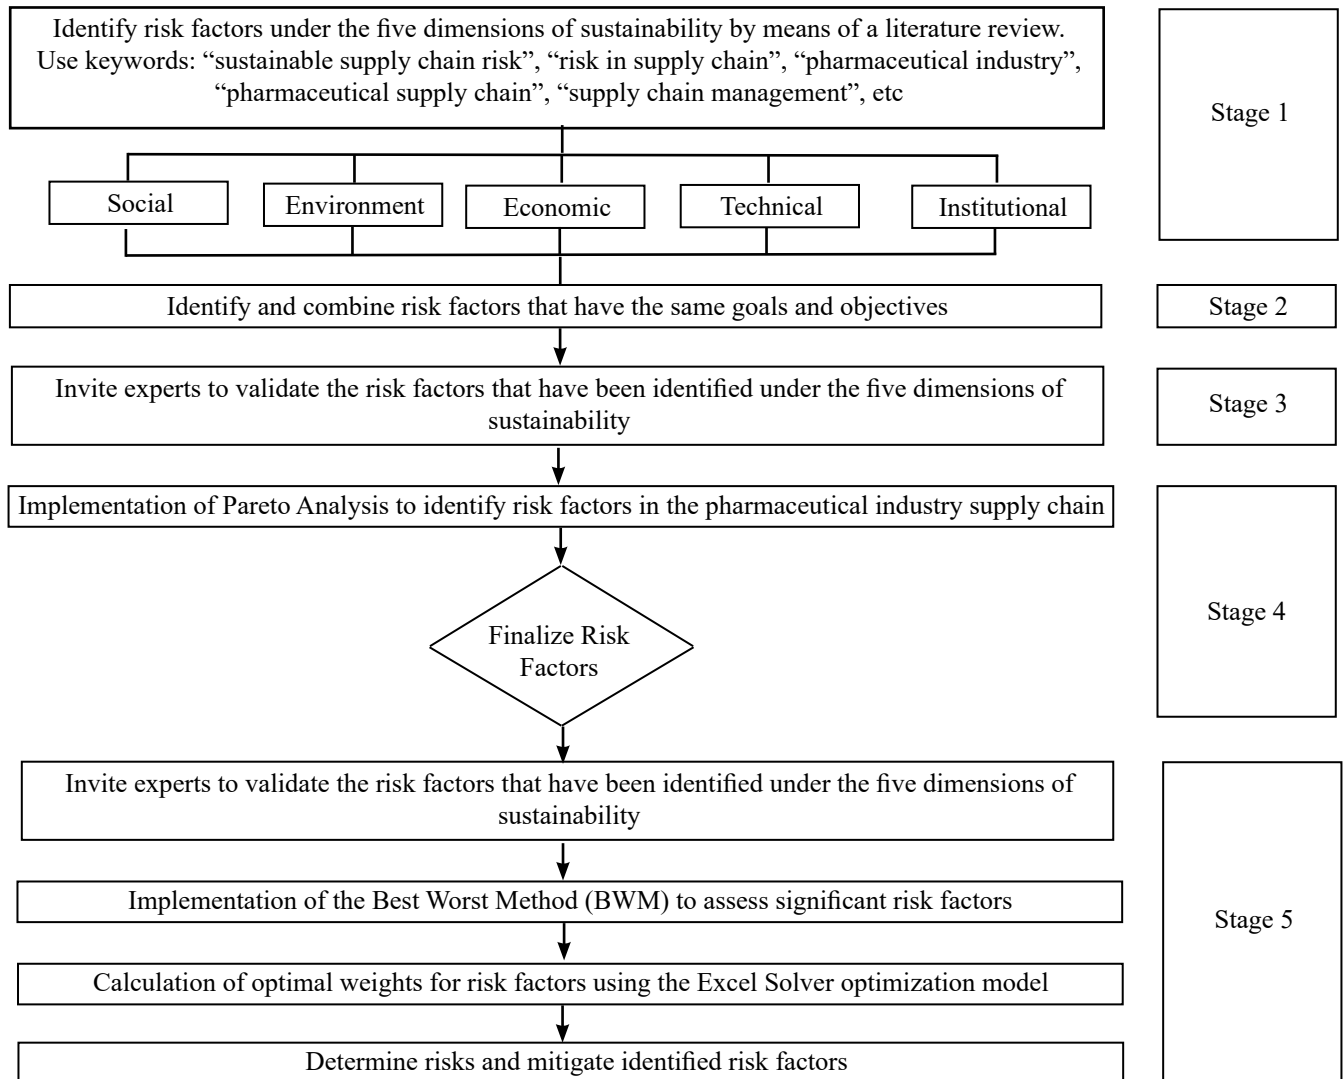 Identify risk factors under the five dimensions of sustainability by means of a literature review.
Use keywords: “sustainable supply chain risk”, “risk in supply chain”, “pharmaceutical industry”,
“pharmaceutical supply chain”, “supply chain management”, etc
Stage 1
Social
Environment
Economic
Technical
Institutional
Identify and combine risk factors that have the same goals and objectives
Stage 2
Invite experts to validate the risk factors that have been identified under the five dimensions of
sustainability
Stage 3
Implementation of Pareto Analysis to identify risk factors in the pharmaceutical industry supply chain
Finalize Risk
Factors
Stage 4
Invite experts to validate the risk factors that have been identified under the five dimensions of
sustainability
Implementation of the Best Worst Method (BWM) to assess significant risk factors
Stage 5
Calculation of optimal weights for risk factors using the Excel Solver optimization model
Determine risks and mitigate identified risk factors